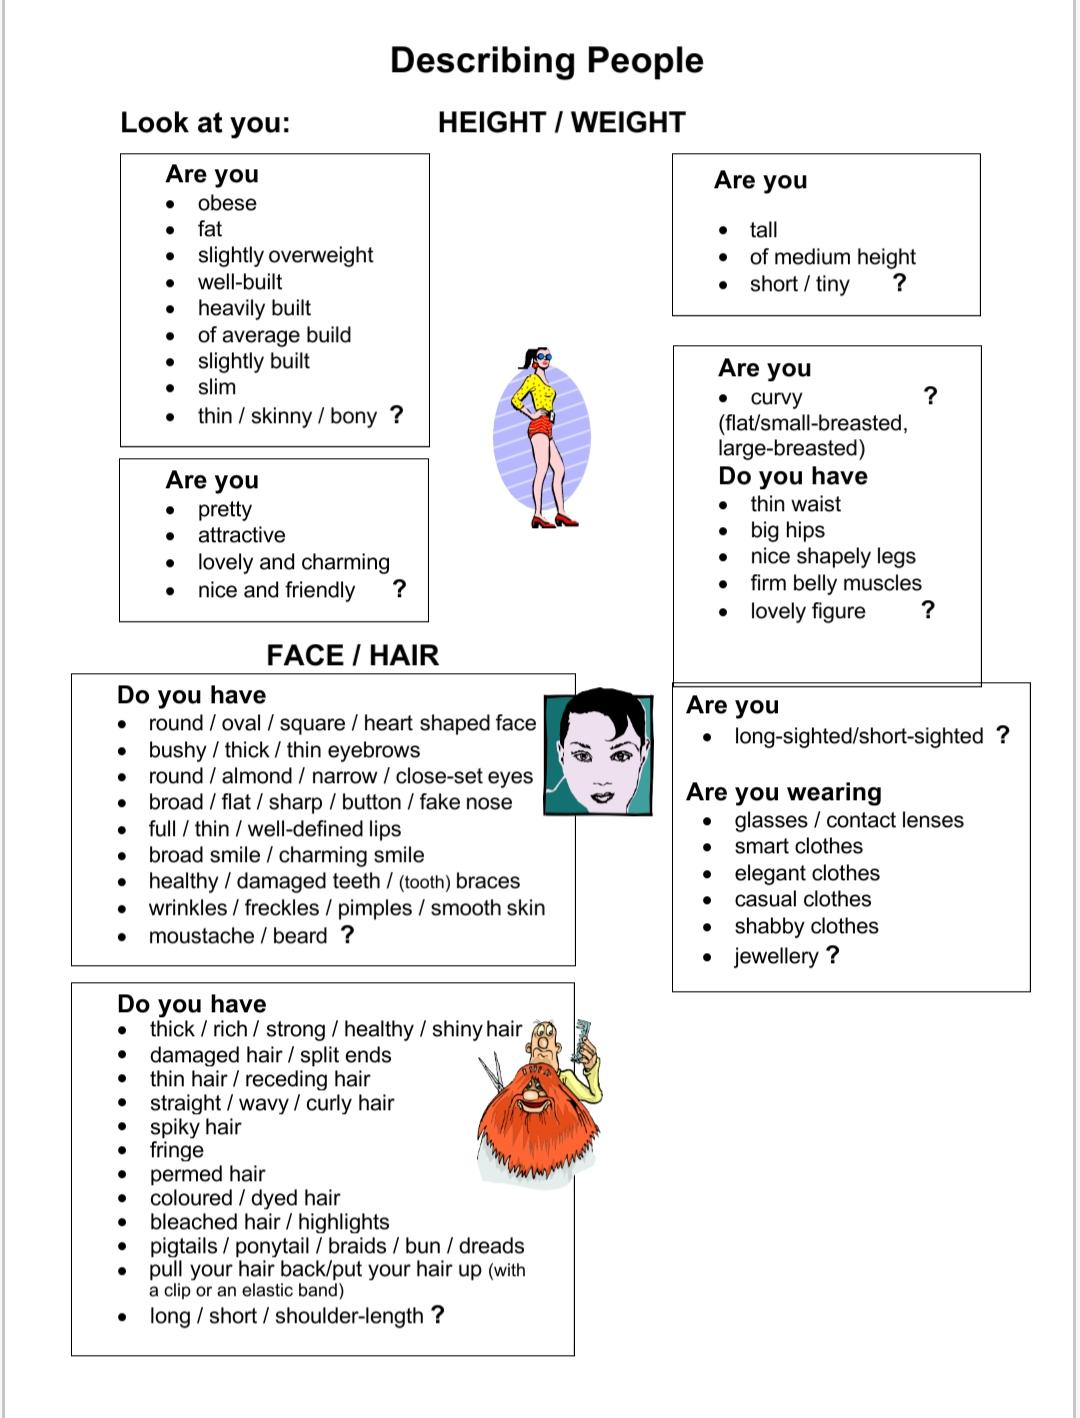 Describing People
Look at you:
HEIGHT / WEIGHT
Are you
• obese
• fat
• slightly overweight
• well-built
• heavily built
• of average build
• slightly built
• slim
• thin / skinny / bony ?
Are you
• pretty
• attractive
• lovely and charming
• nice and friendly ?
Are you
• tall
• of medium height
• short / tiny ?
Are you
• curvy ?
(flat/small-breasted,
large-breasted)
Do you have
• thin waist
• big hips
• nice shapely legs
• firm belly muscles
• lovely figure ?
FACE / HAIR
Do you have
• round / oval / square / heart shaped face
• bushy / thick / thin eyebrows
• round / almond / narrow / close-set eyes
• broad / flat / sharp / button / fake nose
• full / thin / well-defined lips
• broad smile / charming smile
• healthy / damaged teeth / (tooth) braces
• wrinkles / freckles / pimples / smooth skin
• moustache / beard ?
Are you
• long-sighted/short-sighted ?
Are you wearing
• glasses / contact lenses
• smart clothes
• elegant clothes
• casual clothes
• shabby clothes
• jewellery ?
Do you have
• thick / rich / strong / healthy / shiny hair
• damaged hair / split ends
• thin hair / receding hair
• straight / wavy / curly hair
• spiky hair
• fringe
• permed hair
• coloured / dyed hair
• bleached hair / highlights
• pigtails / ponytail / braids / bun / dreads
• pull your hair back/put your hair up (with
a clip or an elastic band)
• long / short / shoulder-length ?